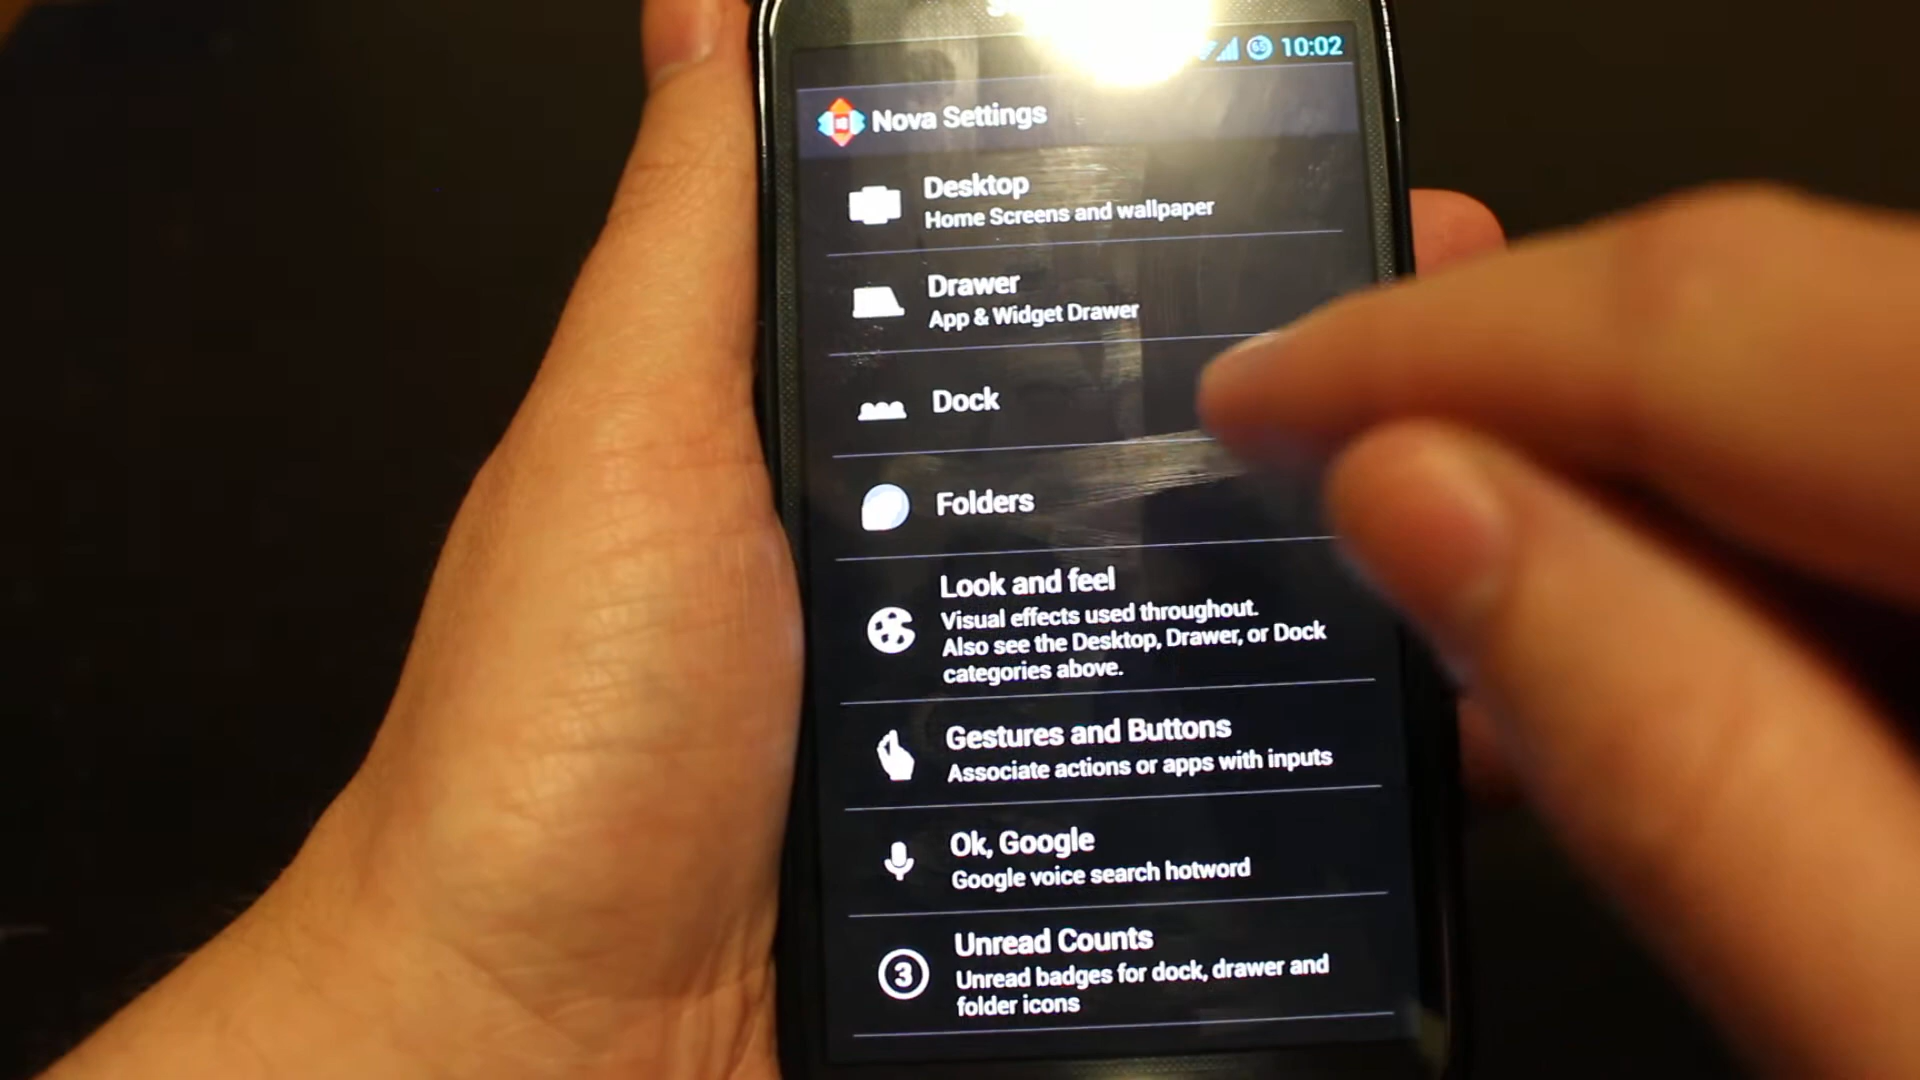 65 10:02
Nova Settings
Desktop
Home Screens and wallpaper
Drawer
App & Widget Drawer
Dock
Folders
Look and feel
Visual effects used throughout.
Also see the Desktop, Drawer, or Dock
categories above.
Gestures and Buttons
Associate actions or apps with inputs
Ok, Google
Google voice search hotword
3
Unread Counts
Unread badges for dock, drawer and
folder icons